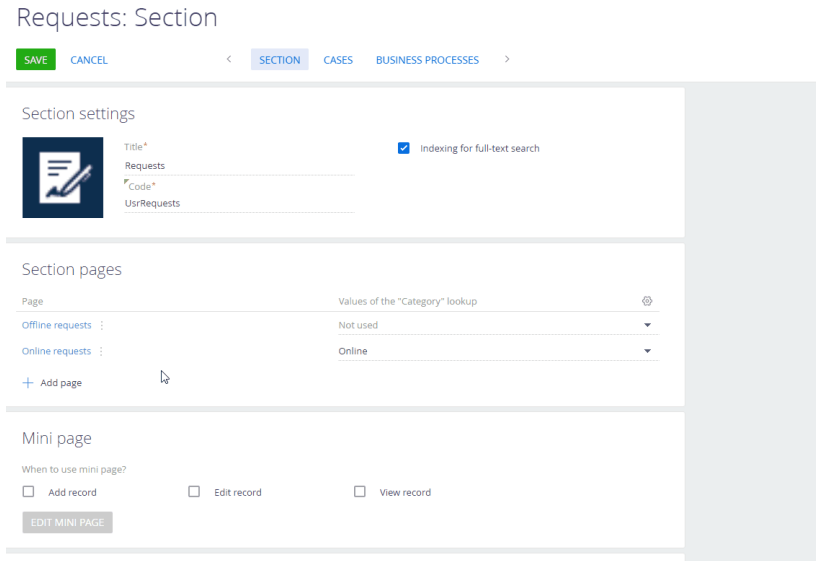 Requests: Section
SAVE CANCEL SECTION CASES BUSINESS PROCESSES
Section settings
Title*
Indexing for full-text search
Requests
Code*
UsrRequests
Section pages
Page Values of the "Category" lookup
Offline requests Not used
Online requests Online
Add page
Mini page
When to use mini page?
Add record Edit record View record
EDIT MINI PAGE